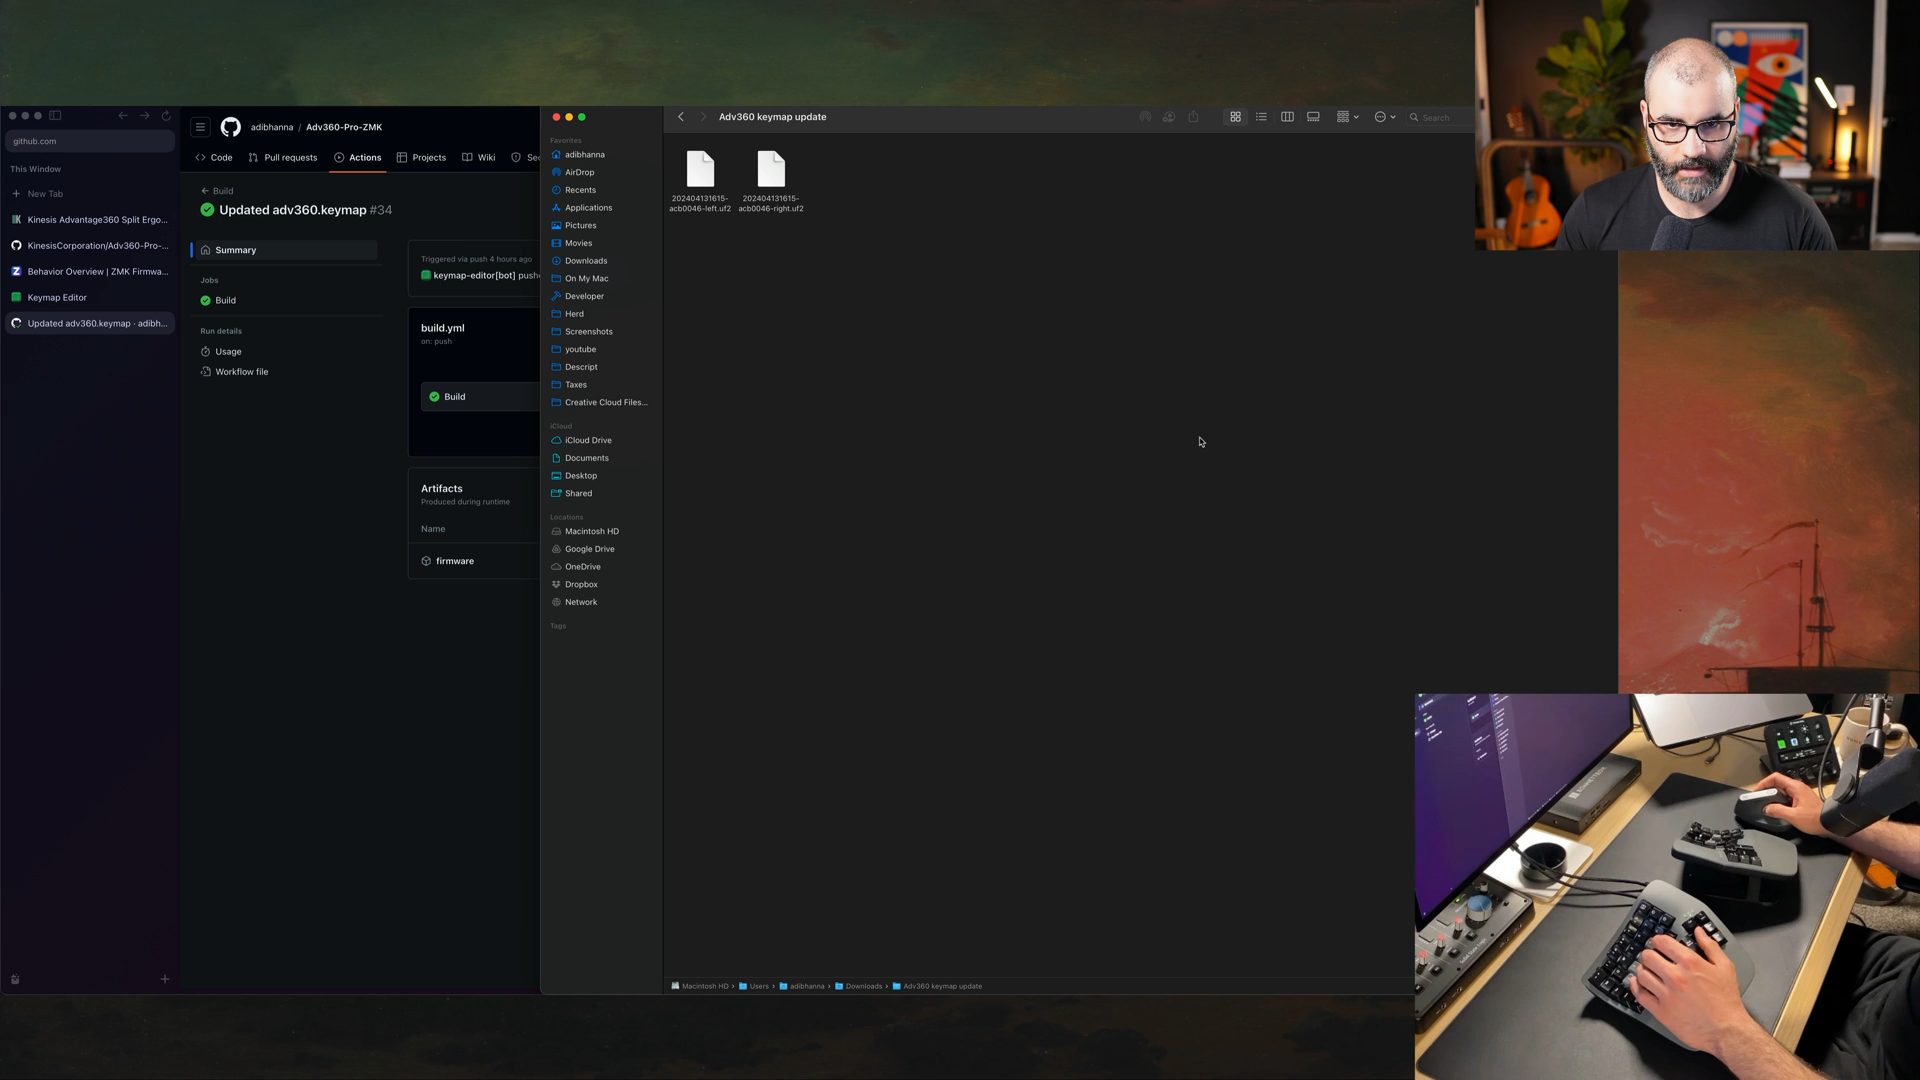 github.com
This Window
New Tab
Kinesis Advantage360 Split Ergo...
KinesisCorporation/Adv360-Pro-...
Behavior Overview | ZMK Firmwa...
Keymap Editor
Updated adv360.keymap · adibh...
adibhanna / Adv360-Pro-ZMK
Code
Pull requests
Actions
Projects
Wiki
Sec
Build
Updated adv360.keymap #34
Summary
Jobs
Build
Run details
Usage
Workflow file
Triggered via push 4 hours ago
keymap-editor[bot] pushe
build.yml
on: push
Build
Artifacts
Produced during runtime
Name
firmware
Favorites
adibhanna
AirDrop
Recents
Applications
Pictures
Movies
Downloads
On My Mac
Developer
Herd
Screenshots
youtube
Descript
Taxes
Creative Cloud Files...
iCloud
iCloud Drive
Documents
Desktop
Shared
Locations
Macintosh HD
Google Drive
OneDrive
Dropbox
Network
Tags
Adv360 keymap update
Search
202404131615-
acb0046-left.uf2
202404131615-
acb0046-right.uf2
Macintosh HD › Users › adibhanna › Downloads › Adv360 keymap update